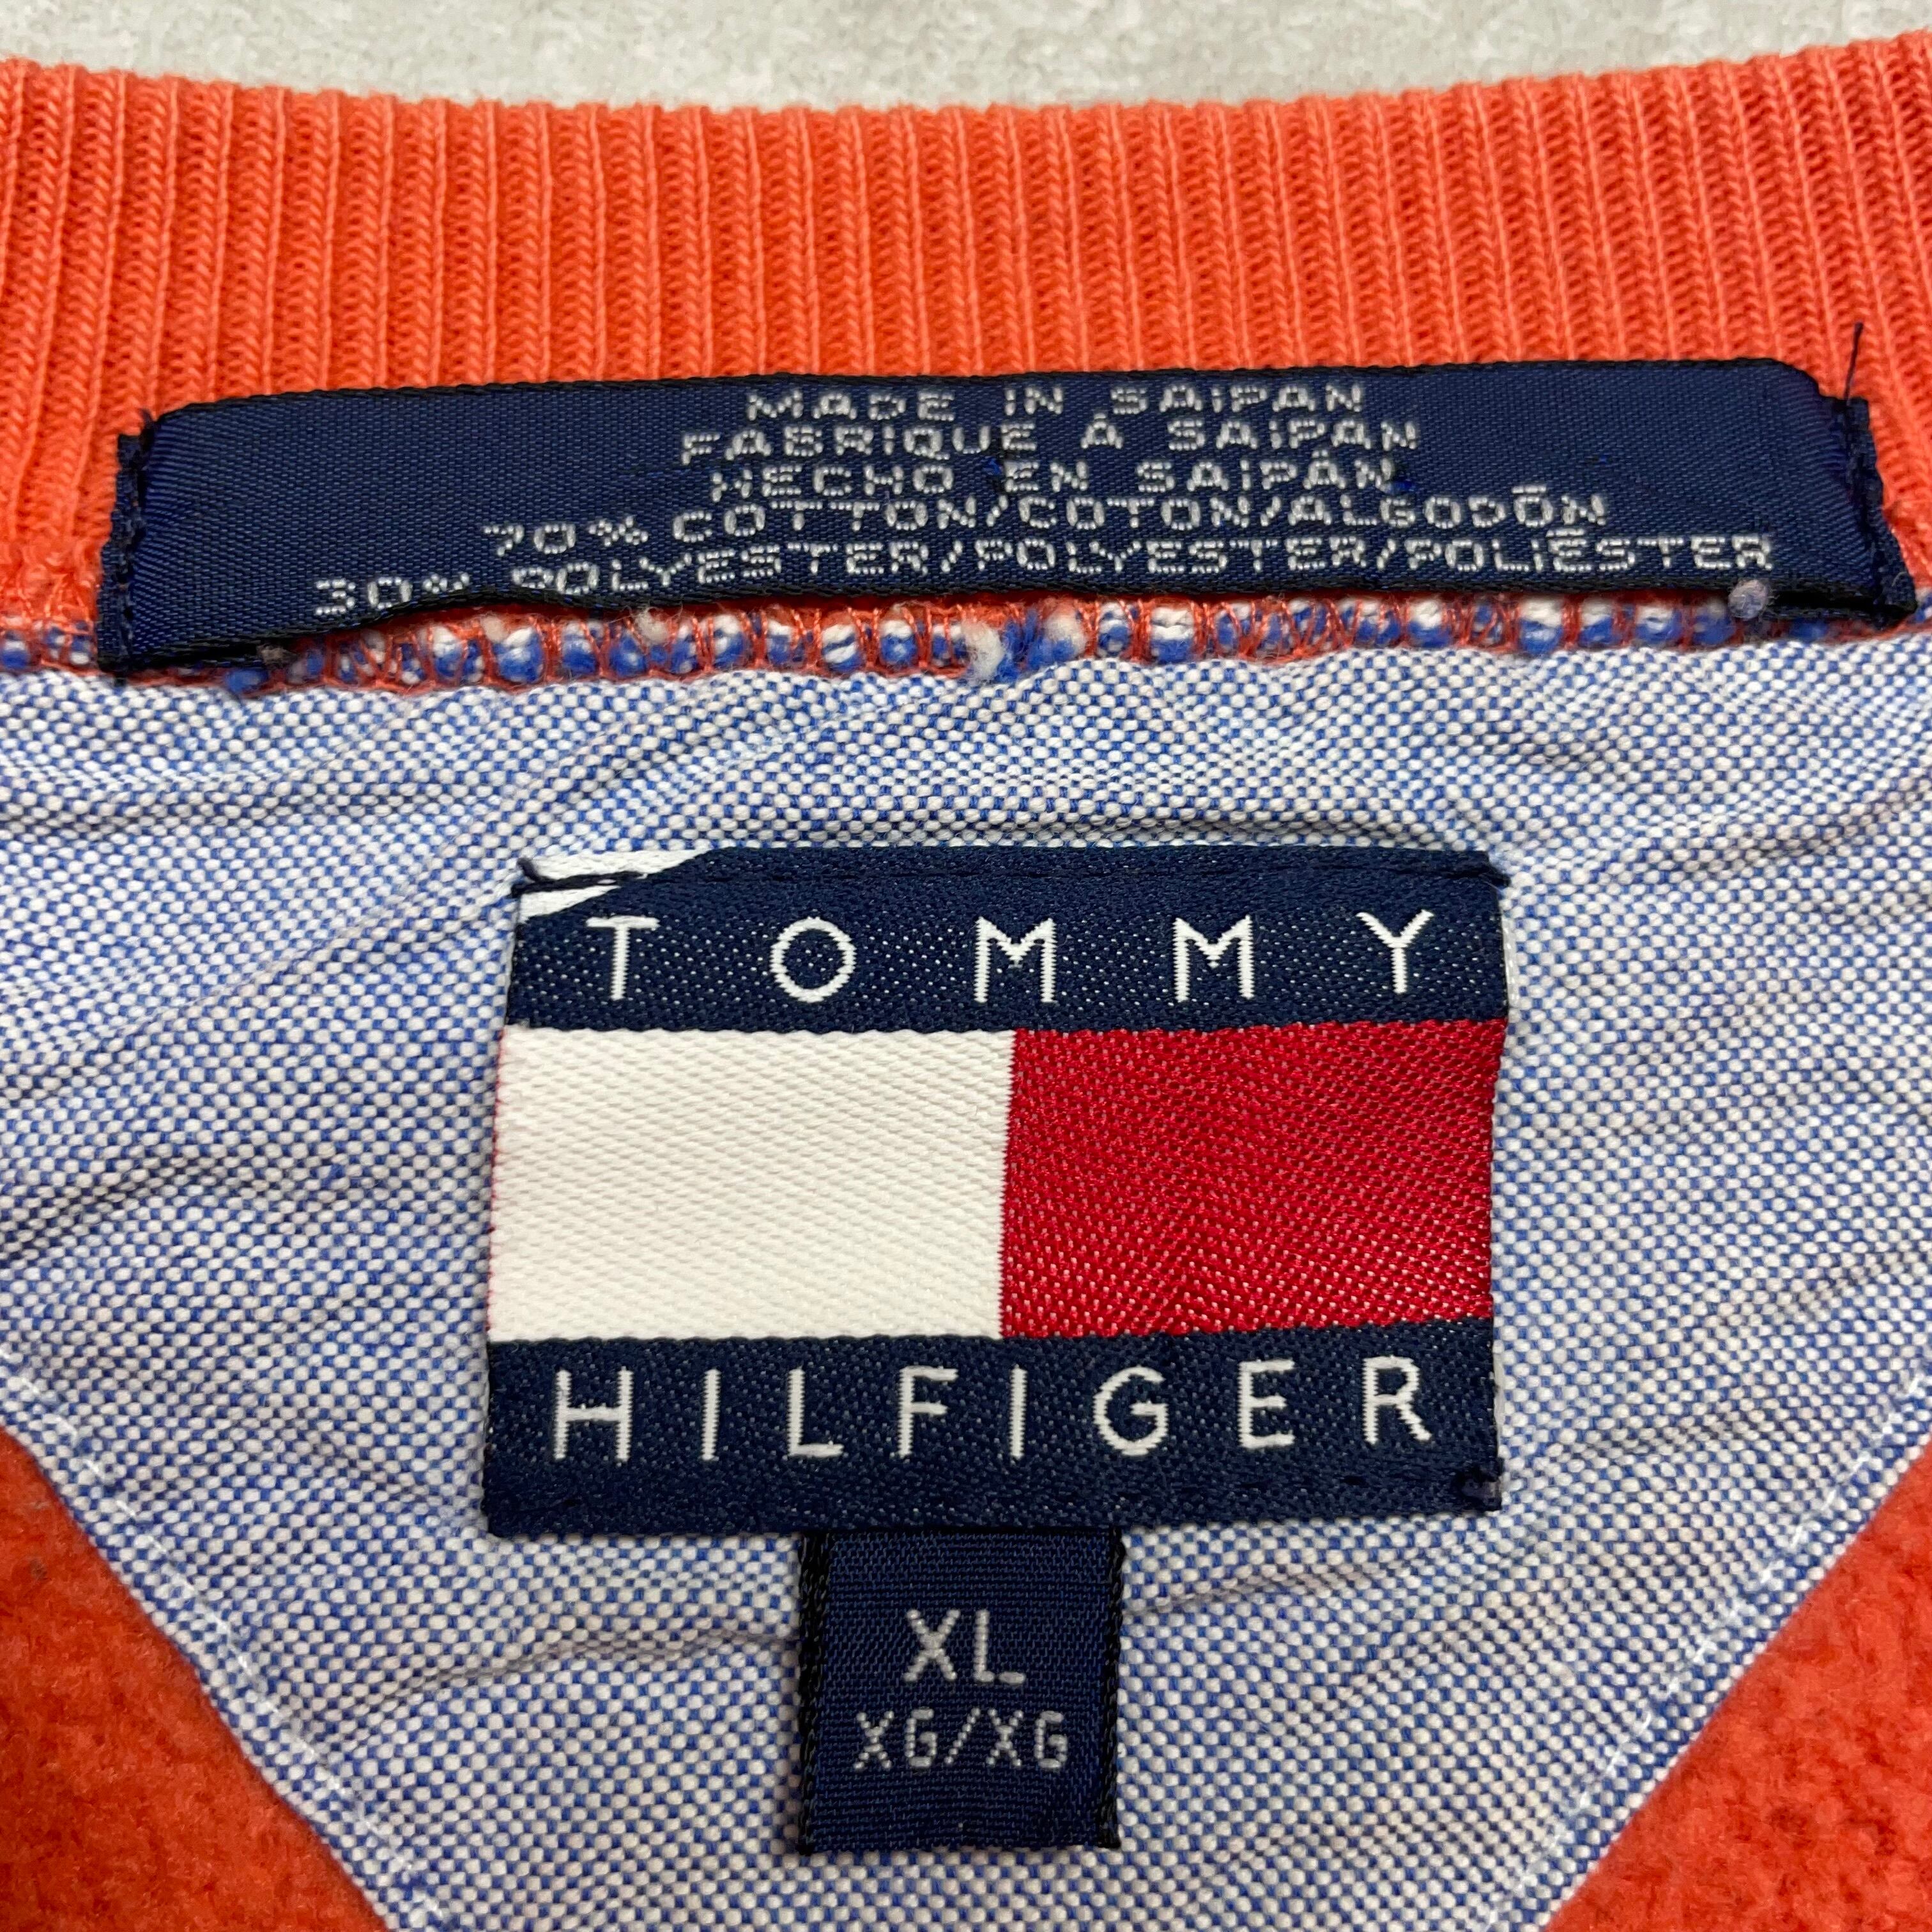 MADE IN SAIPAN
FABRIQUE À SAIPAN
HECHO EN SAIPÁN
70% COTTON/COTON/ALGODÓN
30% POLYESTER/POLYESTER/POLIÉSTER
TOMMY
HILFIGER
XL
XG/XG